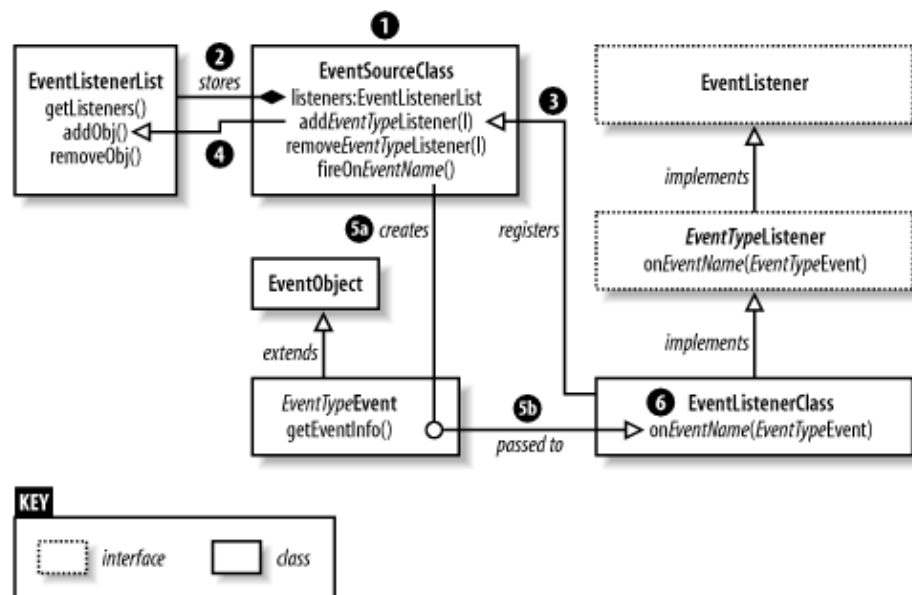 1
2
stores
EventListenerList
getListeners()
addObj()
removeObj()
4
EventSourceClass
listeners:EventListenerList
addEventTypeListener(I)
removeEventTypeListener(I)
fireOnEventName()
3
EventListener
implements
5a creates
registers
EventTypeListener
onEventName(EventTypeEvent)
EventObject
extends
implements
EventTypeEvent
getEventInfo()
5b
passed to
6 EventListenerClass
onEventName(EventTypeEvent)
KEY
interface
class